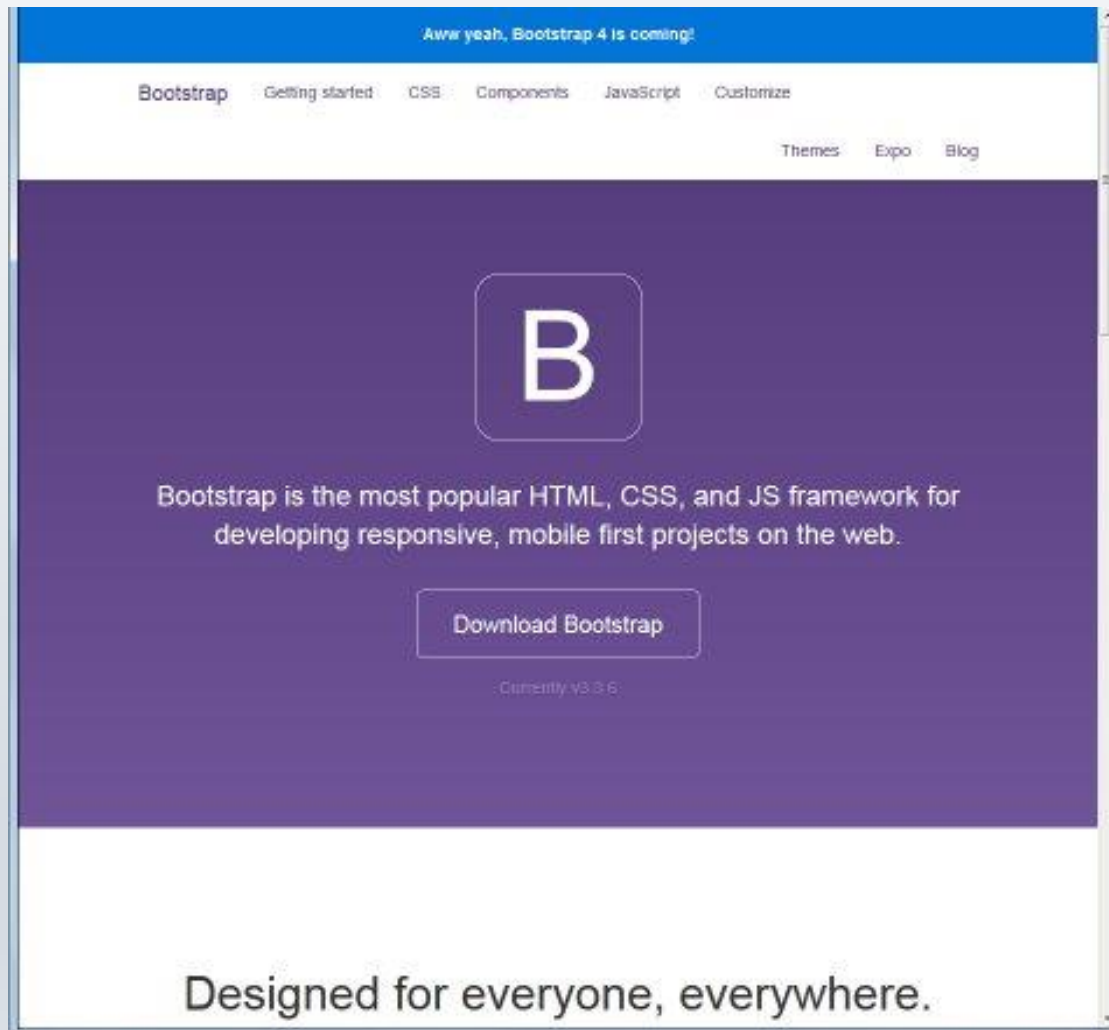 Aww yeah, Bootstrap 4 is coming!
Bootstrap Getting started CSS Components JavaScript Customize
Themes Expo Blog
B
Bootstrap is the most popular HTML, CSS, and JS framework for
developing responsive, mobile first projects on the web.
Download Bootstrap
Currently v3.3.6
Designed for everyone, everywhere.